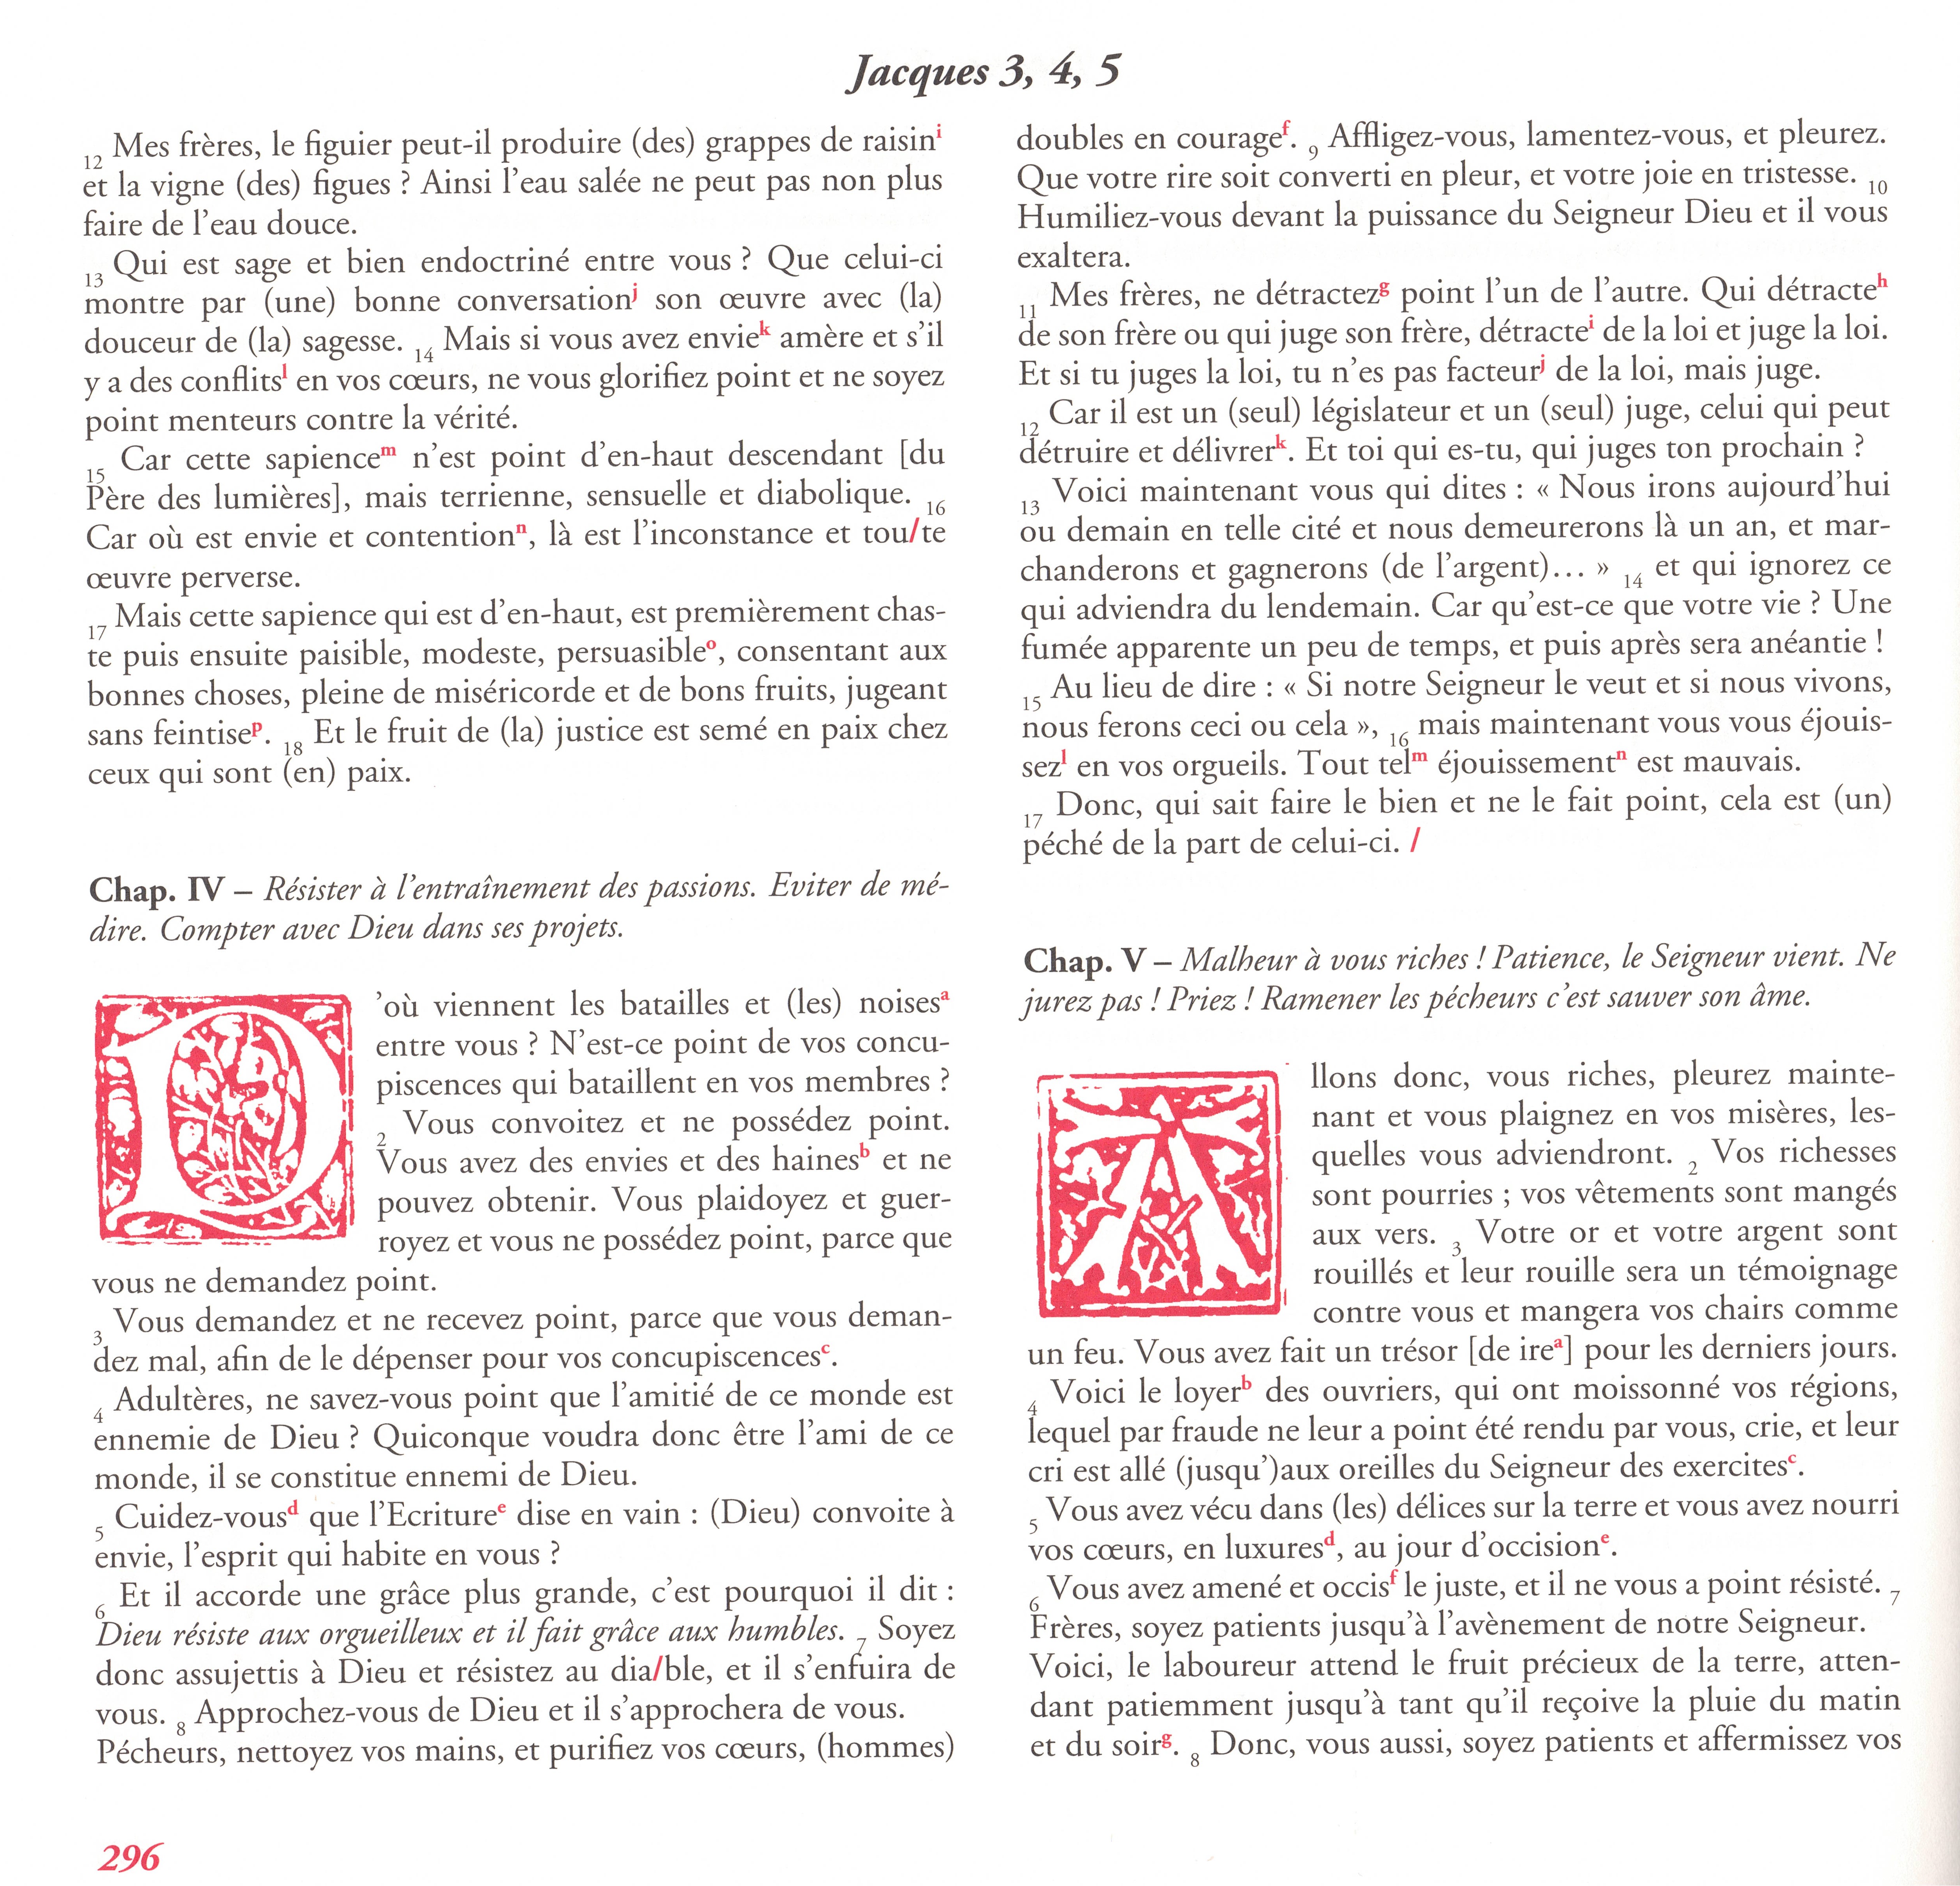 Jacques 3, 4, 5
12 Mes frères, le figuier peut-il produire (des) grappes de raisin i
et la vigne (des) figues ? Ainsi l’eau salée ne peut pas non plus
faire de l’eau douce.
13 Qui est sage et bien endoctriné entre vous ? Que celui-ci
montre par (une) bonne conversation j son œuvre avec (la)
douceur de (la) sagesse. 14 Mais si vous avez envie k amère et s’il
y a des conflits l en vos cœurs, ne vous glorifiez point et ne soyez
point menteurs contre la vérité.
15 Car cette sapience m n’est point d’en-haut descendant [du
Père des lumières], mais terrienne, sensuelle et diabolique. 16
Car où est envie et contention n, là est l’inconstance et tou/te
œuvre perverse.
17 Mais cette sapience qui est d’en-haut, est premièrement chas-
te puis ensuite paisible, modeste, persuasible o, consentant aux
bonnes choses, pleine de miséricorde et de bons fruits, jugeant
sans feintise p. 18 Et le fruit de (la) justice est semé en paix chez
ceux qui sont (en) paix.
Chap. IV – Résister à l’entraînement des passions. Eviter de mé-
dire. Compter avec Dieu dans ses projets.
D’où viennent les batailles et (les) noises a
entre vous ? N’est-ce point de vos concu-
piscences qui bataillent en vos membres ?
2 Vous convoitez et ne possédez point.
Vous avez des envies et des haines b et ne
pouvez obtenir. Vous plaidoyez et guer-
royez et vous ne possédez point, parce que
vous ne demandez point.
3 Vous demandez et ne recevez point, parce que vous deman-
dez mal, afin de le dépenser pour vos concupiscences c.
4 Adultères, ne savez-vous point que l’amitié de ce monde est
ennemie de Dieu ? Quiconque voudra donc être l’ami de ce
monde, il se constitue ennemi de Dieu.
5 Cuidez-vous d que l’Ecriture e dise en vain : (Dieu) convoite à
envie, l’esprit qui habite en vous ?
6 Et il accorde une grâce plus grande, c’est pourquoi il dit :
Dieu résiste aux orgueilleux et il fait grâce aux humbles. 7 Soyez
donc assujettis à Dieu et résistez au dia/ble, et il s’enfuira de
vous. 8 Approchez-vous de Dieu et il s’approchera de vous.
Pécheurs, nettoyez vos mains, et purifiez vos cœurs, (hommes)
296
doubles en courage f. 9 Affligez-vous, lamentez-vous, et pleurez.
Que votre rire soit converti en pleur, et votre joie en tristesse. 10
Humiliez-vous devant la puissance du Seigneur Dieu et il vous
exaltera.
11 Mes frères, ne détractez g point l’un de l’autre. Qui détracte h
de son frère ou qui juge son frère, détracte i de la loi et juge la loi.
Et si tu juges la loi, tu n’es pas facteur j de la loi, mais juge.
12 Car il est un (seul) législateur et un (seul) juge, celui qui peut
détruire et délivrer k. Et toi qui es-tu, qui juges ton prochain ?
13 Voici maintenant vous qui dites : « Nous irons aujourd’hui
ou demain en telle cité et nous demeurerons là un an, et mar-
chanderons et gagnerons (de l’argent)… » 14 et qui ignorez ce
qui adviendra du lendemain. Car qu’est-ce que votre vie ? Une
fumée apparente un peu de temps, et puis après sera anéantie !
15 Au lieu de dire : « Si notre Seigneur le veut et si nous vivons,
nous ferons ceci ou cela », 16 mais maintenant vous vous éjouis-
sez l en vos orgueils. Tout tel m éjouissement n est mauvais.
17 Donc, qui sait faire le bien et ne le fait point, cela est (un)
péché de la part de celui-ci. /
Chap. V – Malheur à vous riches ! Patience, le Seigneur vient. Ne
jurez pas ! Priez ! Ramener les pécheurs c’est sauver son âme.
Allons donc, vous riches, pleurez mainte-
nant et vous plaignez en vos misères, les-
quelles vous adviendront. 2 Vos richesses
sont pourries ; vos vêtements sont mangés
aux vers. 3 Votre or et votre argent sont
rouillés et leur rouille sera un témoignage
contre vous et mangera vos chairs comme
un feu. Vous avez fait un trésor [de ire a] pour les derniers jours.
4 Voici le loyer b des ouvriers, qui ont moissonné vos régions,
lequel par fraude ne leur a point été rendu par vous, crie, et leur
cri est allé (jusqu’)aux oreilles du Seigneur des exercites c.
5 Vous avez vécu dans (les) délices sur la terre et vous avez nourri
vos cœurs, en luxures d, au jour d’occision e.
6 Vous avez amené et occis f le juste, et il ne vous a point résisté. 7
Frères, soyez patients jusqu’à l’avènement de notre Seigneur.
Voici, le laboureur attend le fruit précieux de la terre, atten-
dant patiemment jusqu’à tant qu’il reçoive la pluie du matin
et du soir g. 8 Donc, vous aussi, soyez patients et affermissez vos